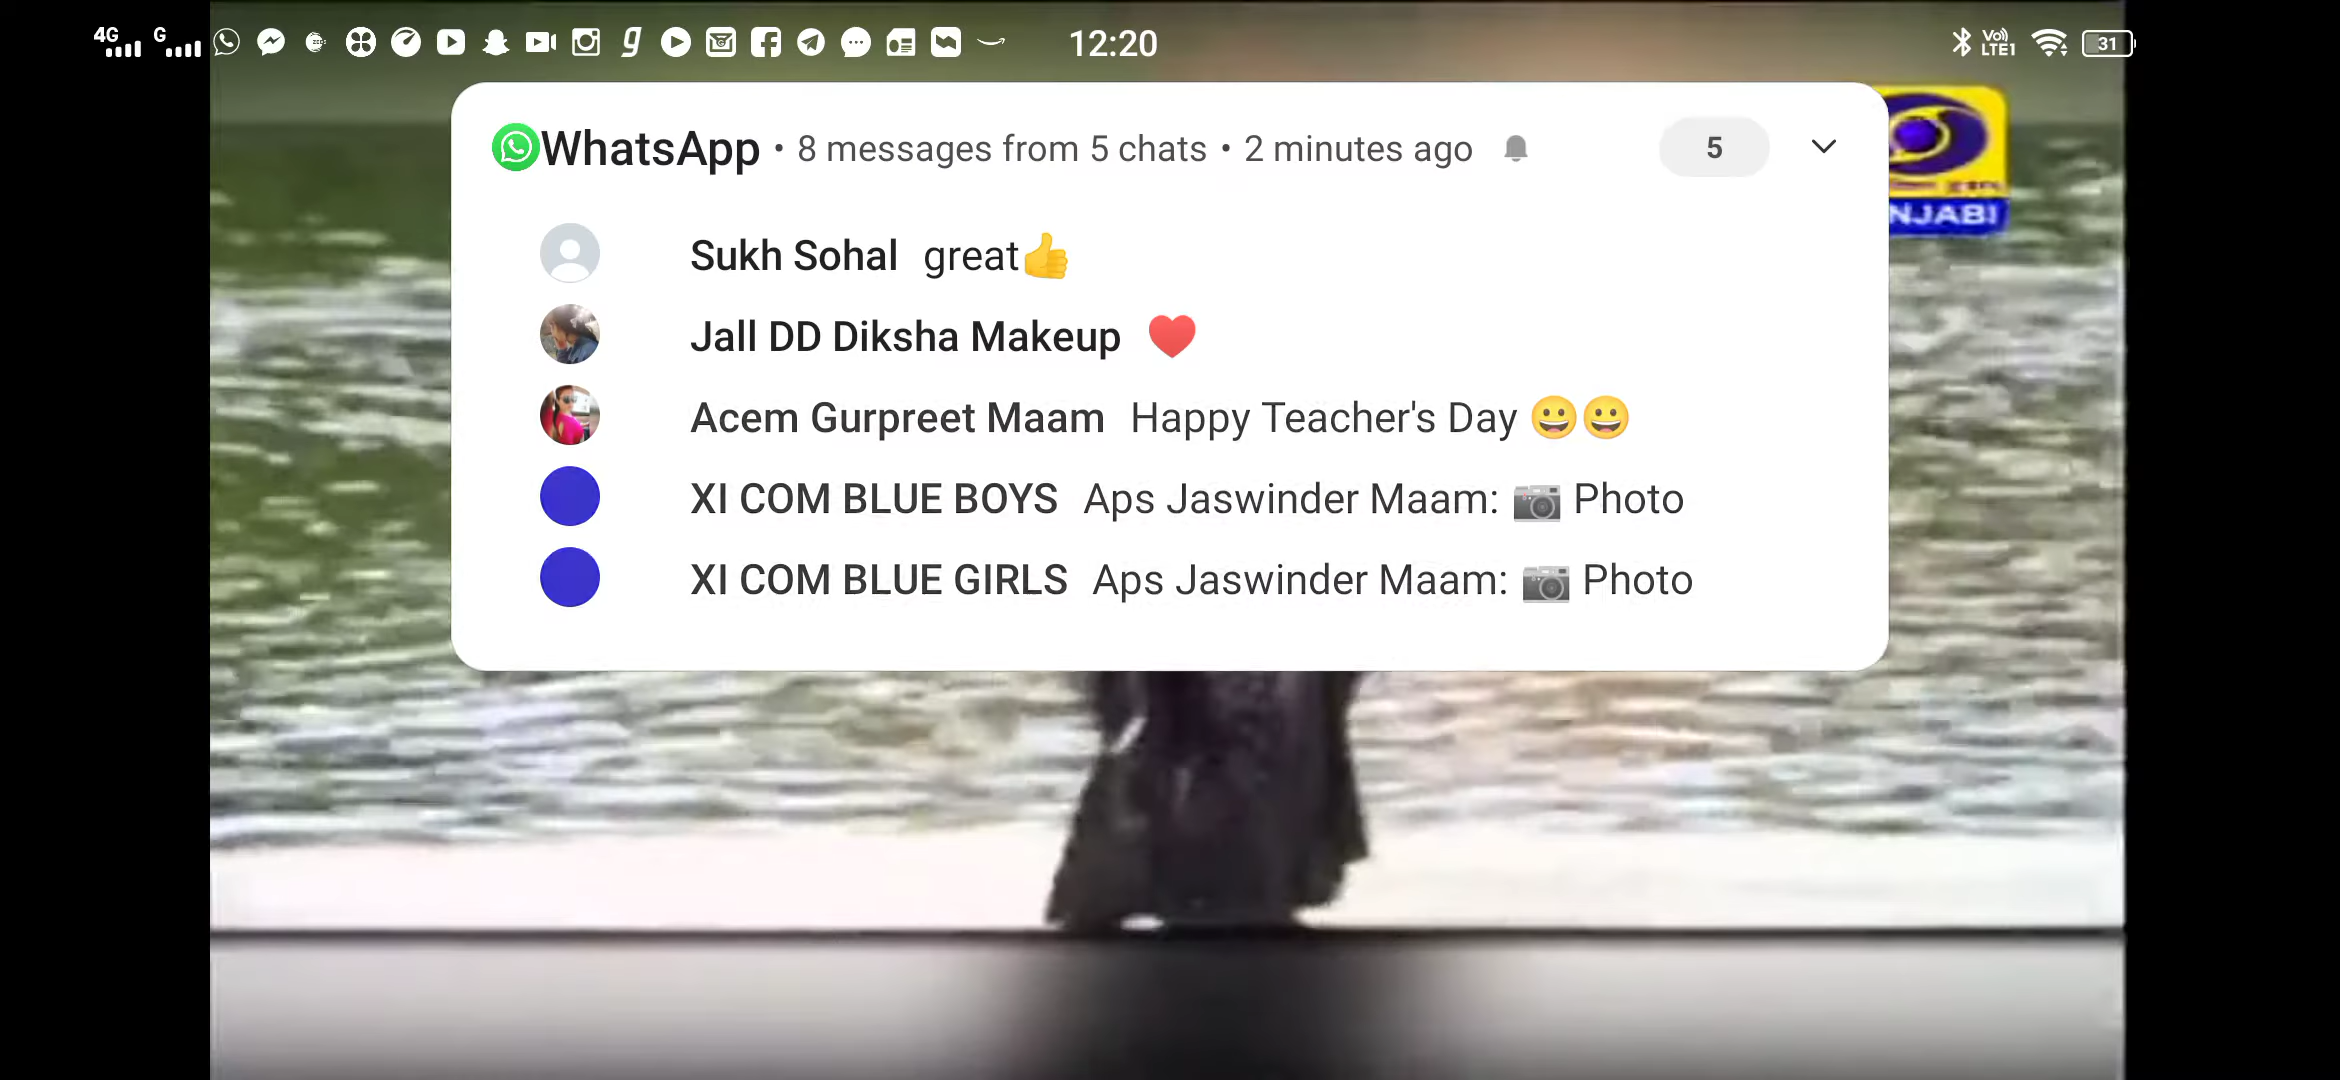 4G G 12:20 Vo) LTE1 31
WhatsApp • 8 messages from 5 chats • 2 minutes ago 5
NJABI
Sukh Sohal great👍
Jall DD Diksha Makeup ❤️
Acem Gurpreet Maam Happy Teacher's Day 😀😀
XI COM BLUE BOYS Aps Jaswinder Maam: 📷 Photo
XI COM BLUE GIRLS Aps Jaswinder Maam: 📷 Photo